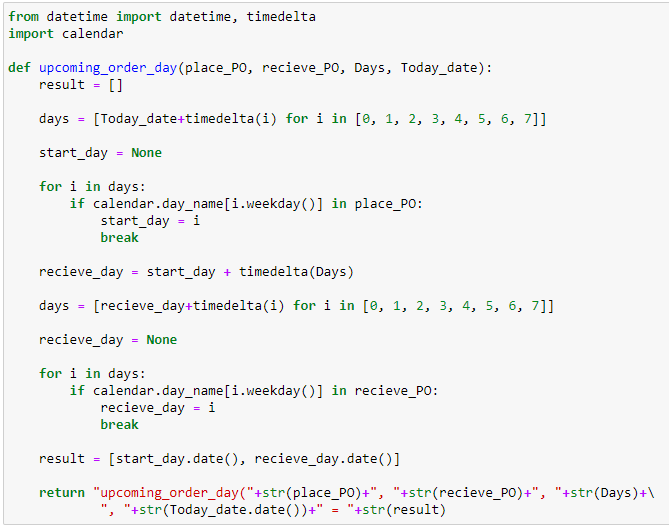 from datetime import datetime, timedelta
import calendar

def upcoming_order_day(place_PO, recieve_PO, Days, Today_date):
    result = []

    days = [Today_date+timedelta(i) for i in [0, 1, 2, 3, 4, 5, 6, 7]]

    start_day = None

    for i in days:
        if calendar.day_name[i.weekday()] in place_PO:
            start_day = i
            break

    recieve_day = start_day + timedelta(Days)

    days = [recieve_day+timedelta(i) for i in [0, 1, 2, 3, 4, 5, 6, 7]]

    recieve_day = None

    for i in days:
        if calendar.day_name[i.weekday()] in recieve_PO:
            recieve_day = i
            break

    result = [start_day.date(), recieve_day.date()]

    return "upcoming_order_day("+str(place_PO)+", "+str(recieve_PO)+", "+str(Days)+\
            ", "+str(Today_date.date())+" = "+str(result)